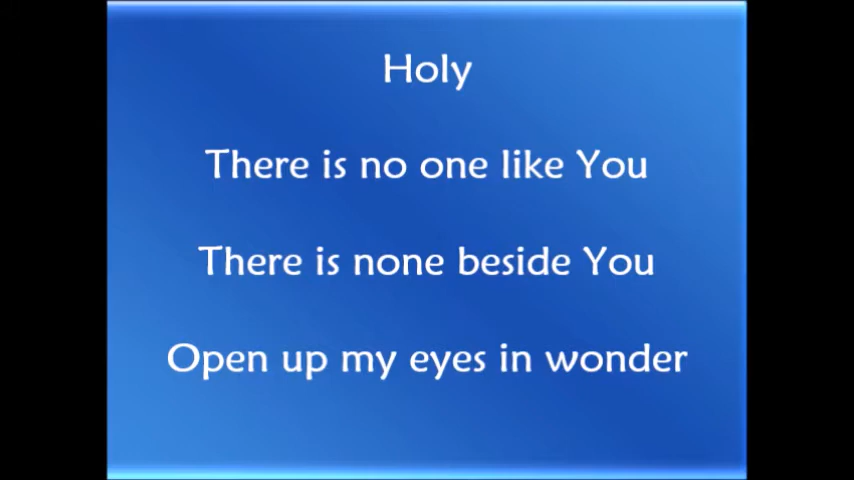 Holy
There is no one like You
There is none beside You
Open up my eyes in wonder